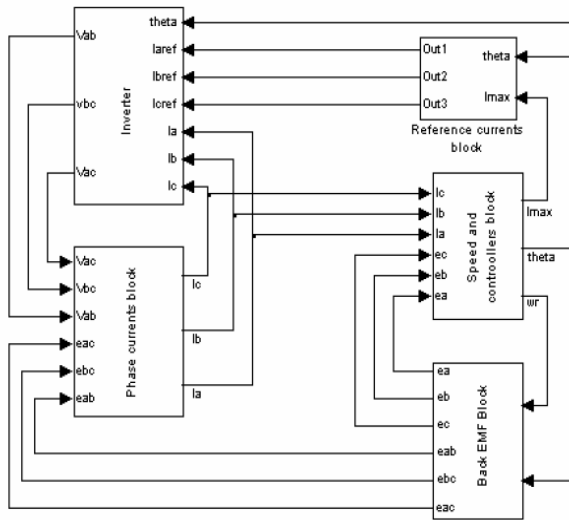 theta
Iaref
Ibref
Icref
Ia
Ib
Ic
Vab
vbc
Vac
Inverter
Out1
Out2
Out3
theta
Imax
Reference currents
block
Vac
Vbc
Vab
eac
ebc
eab
Phase currents block
Ic
Ib
Ia
Ic
Ib
Ia
ec
eb
ea
Speed and
controollers block
Imax
theta
wr
ea
eb
ec
eab
ebc
eac
Back EMF Block